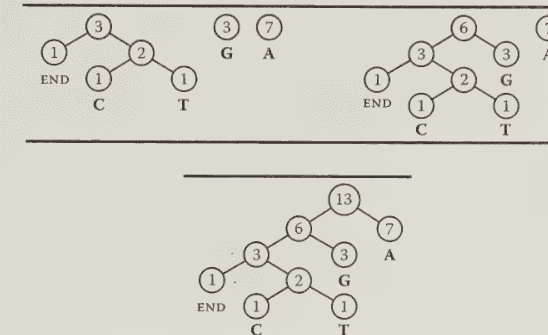 3 3 7
1 2 G A
END 1 1
C T
6
3 3
1 2 G A
END 1 1
C T
13
6 7
3 3 A
1 2 G
END 1 1
C T